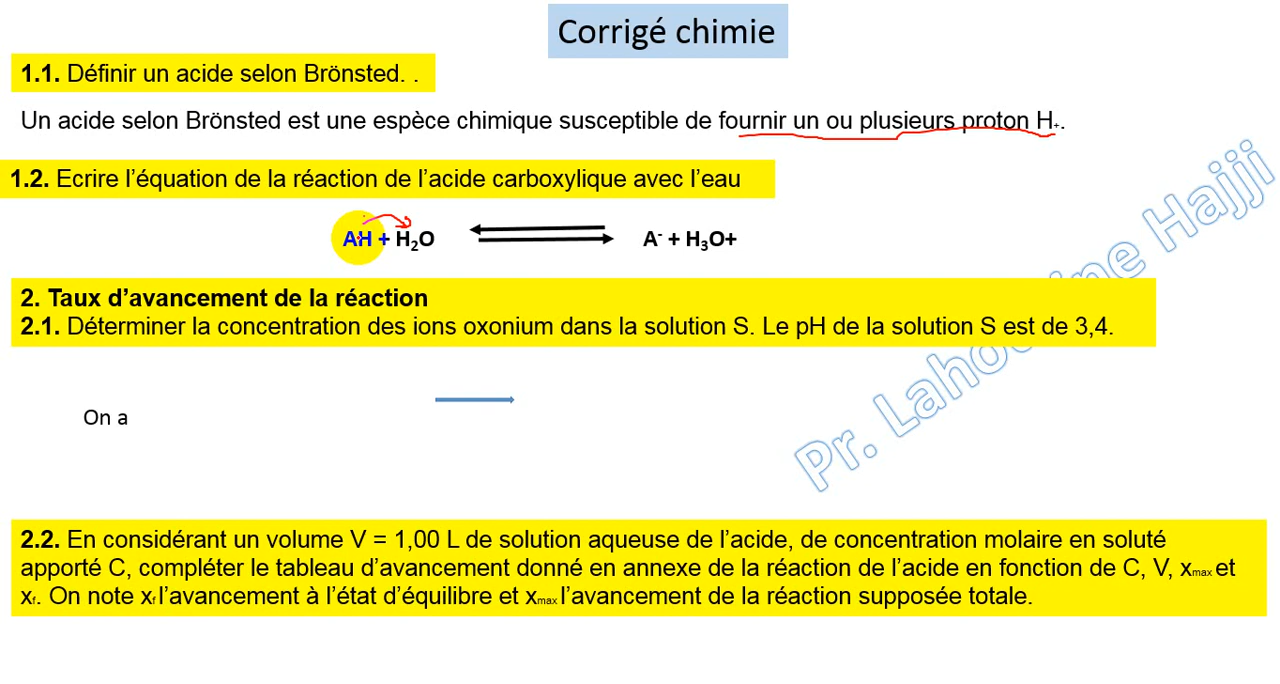 Corrigé chimie
1.1. Définir un acide selon Brönsted. .
Un acide selon Brönsted est une espèce chimique susceptible de fournir un ou plusieurs proton H+.
1.2. Ecrire l’équation de la réaction de l’acide carboxylique avec l’eau
AH + H₂O A⁻ + H₃O+
2. Taux d’avancement de la réaction
2.1. Déterminer la concentration des ions oxonium dans la solution S. Le pH de la solution S est de 3,4.
On a
2.2. En considérant un volume V = 1,00 L de solution aqueuse de l’acide, de concentration molaire en soluté
apporté C, compléter le tableau d’avancement donné en annexe de la réaction de l’acide en fonction de C, V, xmax et
xf. On note xf l’avancement à l’état d’équilibre et xmax l’avancement de la réaction supposée totale.
Pr. Hajji